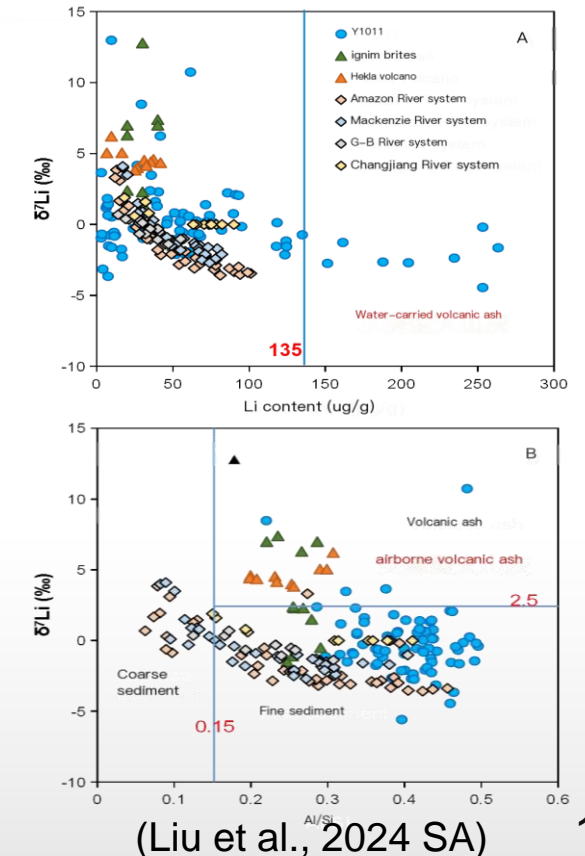 15
10
5
0
-5
-10
δ⁷Li (‰)
A
Y1011
ignim brites
Hekla volcano
Amazon River system
Mackenzie River system
G-B River system
Changjiang River system
Water-carried volcanic ash
135
0 50 100 150 200 250 300
Li content (ug/g)
15
10
5
0
-5
-10
δ⁷Li (‰)
B
Volcanic ash
airborne volcanic ash
2.5
Coarse
sediment
Fine sediment
0.15
0 0.1 0.2 0.3 0.4 0.5 0.6
Al/Si
(Liu et al., 2024 SA)